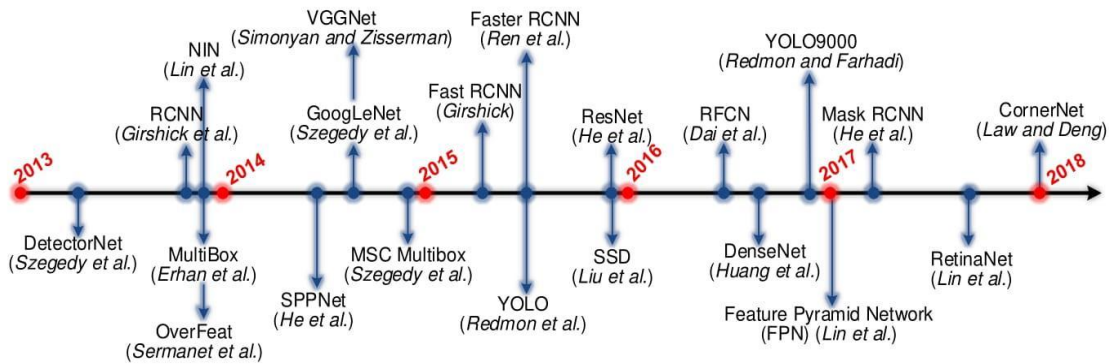 VGGNet
(Simonyan and Zisserman)
Faster RCNN
(Ren et al.)
NIN
(Lin et al.)
YOLO9000
(Redmon and Farhadi)
RCNN
(Girshick et al.)
GoogLeNet
(Szegedy et al.)
Fast RCNN
(Girshick)
ResNet
(He et al.)
RFCN
(Dai et al.)
Mask RCNN
(He et al.)
CornerNet
(Law and Deng)
2013
2014
2015
2016
2017
2018
DetectorNet
(Szegedy et al.)
MultiBox
(Erhan et al.)
OverFeat
(Sermanet et al.)
SPPNet
(He et al.)
MSC Multibox
(Szegedy et al.)
YOLO
(Redmon et al.)
SSD
(Liu et al.)
DenseNet
(Huang et al.)
Feature Pyramid Network
(FPN) (Lin et al.)
RetinaNet
(Lin et al.)